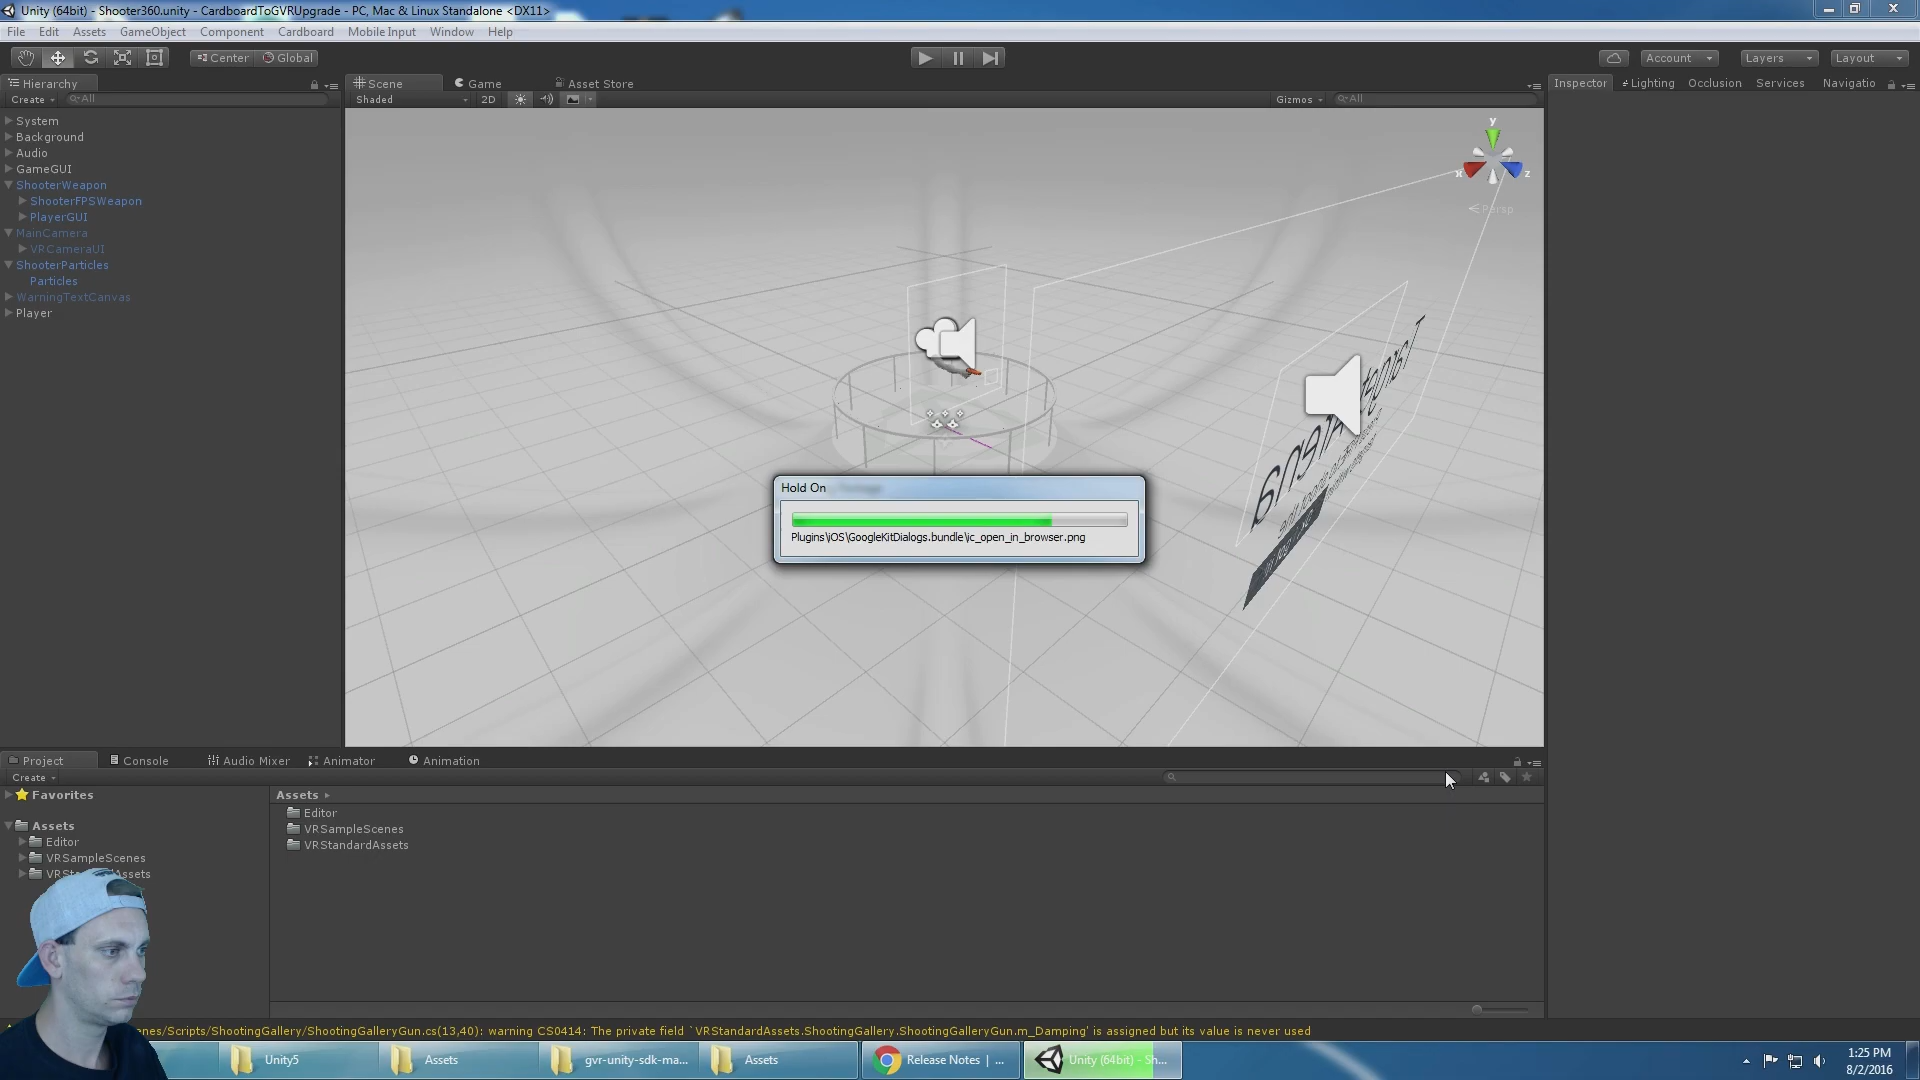 Unity (64bit) - Shooter360.unity - CardboardToGVRUpgrade - PC, Mac & Linux Standalone <DX11>
File Edit Assets GameObject Component Cardboard Mobile Input Window Help
Center Global Account Layers Layout
Hierarchy
Create All
System
Background
Audio
GameGUI
ShooterWeapon
ShooterFPSWeapon
PlayerGUI
MainCamera
VRCameraUI
ShooterParticles
Particles
WarningTextCanvas
Player
Scene Game Asset Store
Shaded 2D Gizmos All
y
x z
Persp
Inspector Lighting Occlusion Services Navigatio
Hold On
Plugins\iOS\GoogleKitDialogs.bundle\ic_open_in_browser.png
Project Console Audio Mixer Animator Animation
Create
Favorites
Assets
Editor
VRSampleScenes
Assets
Editor
VRSampleScenes
VRStandardAssets
enes/Scripts/ShootingGallery/ShootingGalleryGun.cs(13,40): warning CS0414: The private field `VRStandardAssets.ShootingGallery.ShootingGalleryGun.m_Damping' is assigned but its value is never used
Unity5 Assets gvr-unity-sdk-ma... Assets Release Notes | ... Unity (64bit) - Sh...
1:25 PM
8/2/2016